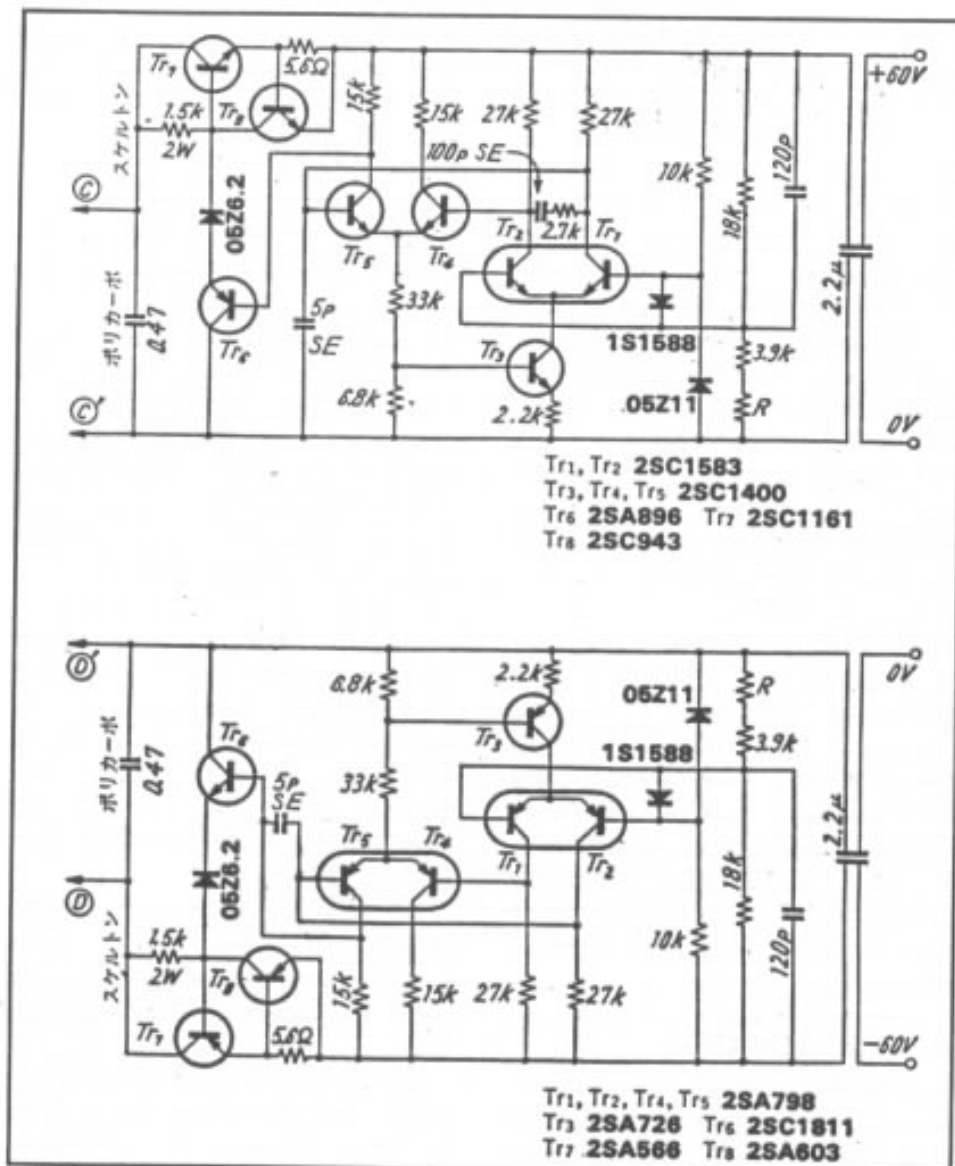 Tr7
5.6Ω
+60V
15k
15k
27k
27k
1.5k
2W
Tr8
スケルトン
100p SE
10k
18k
120p
C
05Z6.2
Tr5
Tr4
Tr2
2.7k
Tr1
2.2μ
ポリカーボ
0.47
Tr6
5p
SE
33k
1S1588
3.9k
Tr3
.05Z11
R
6.8k
2.2k
C'
0V
Tr1, Tr2 2SC1583
Tr3, Tr4, Tr5 2SC1400
Tr6 2SA896 Tr7 2SC1161
Tr8 2SC943
D'
0V
6.8k
2.2k
05Z11
R
Tr6
Tr3
1S1588
3.9k
ポリカーボ
0.47
5p
SE
33k
2.2μ
Tr5
Tr4
Tr1
Tr2
05Z6.2
18k
D
スケルトン
1.5k
2W
Tr8
10k
120p
15k
15k
27k
27k
Tr7
5.6Ω
-60V
Tr1, Tr2, Tr4, Tr5 2SA798
Tr3 2SA726 Tr6 2SC1811
Tr7 2SA566 Tr8 2SA603